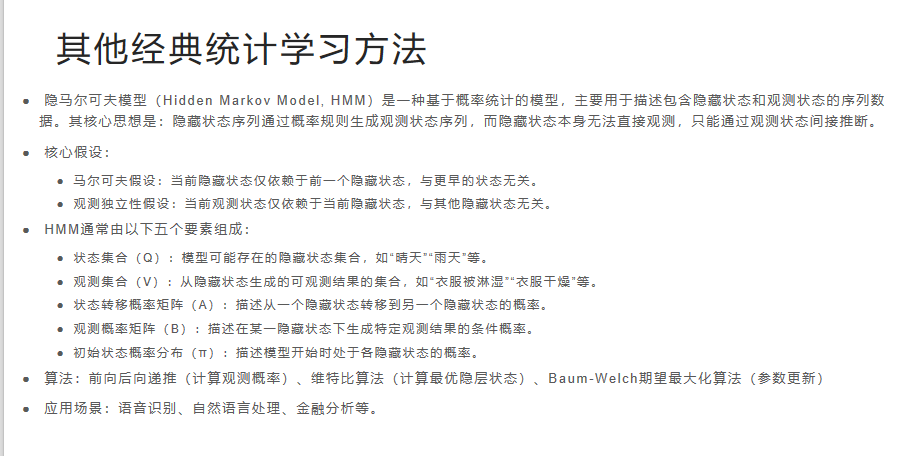 其他经典统计学习方法
● 隐马尔可夫模型（Hidden Markov Model, HMM）是一种基于概率统计的模型，主要用于描述包含隐藏状态和观测状态的序列数
据。其核心思想是：隐藏状态序列通过概率规则生成观测状态序列，而隐藏状态本身无法直接观测，只能通过观测状态间接推断。
● 核心假设：
● 马尔可夫假设：当前隐藏状态仅依赖于前一个隐藏状态，与更早的状态无关。
● 观测独立性假设：当前观测状态仅依赖于当前隐藏状态，与其他隐藏状态无关。
● HMM通常由以下五个要素组成：
● 状态集合（Q）：模型可能存在的隐藏状态集合，如“晴天”“雨天”等。
● 观测集合（V）：从隐藏状态生成的可观测结果的集合，如“衣服被淋湿”“衣服干燥”等。
● 状态转移概率矩阵（A）：描述从一个隐藏状态转移到另一个隐藏状态的概率。
● 观测概率矩阵（B）：描述在某一隐藏状态下生成特定观测结果的条件概率。
● 初始状态概率分布（π）：描述模型开始时处于各隐藏状态的概率。
● 算法：前向后向递推（计算观测概率）、维特比算法（计算最优隐层状态）、Baum-Welch期望最大化算法（参数更新）
● 应用场景：语音识别、自然语言处理、金融分析等。